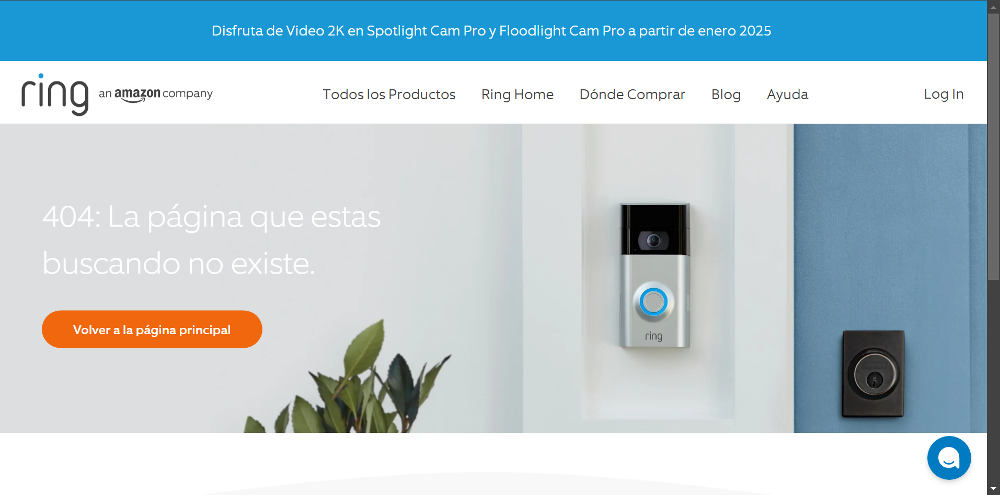 Disfruta de Video 2K en Spotlight Cam Pro y Floodlight Cam Pro a partir de enero 2025
ring an amazon company
Todos los Productos
Ring Home
Dónde Comprar
Blog
Ayuda
Log In
404: La página que estas
buscando no existe.
Volver a la página principal
ring